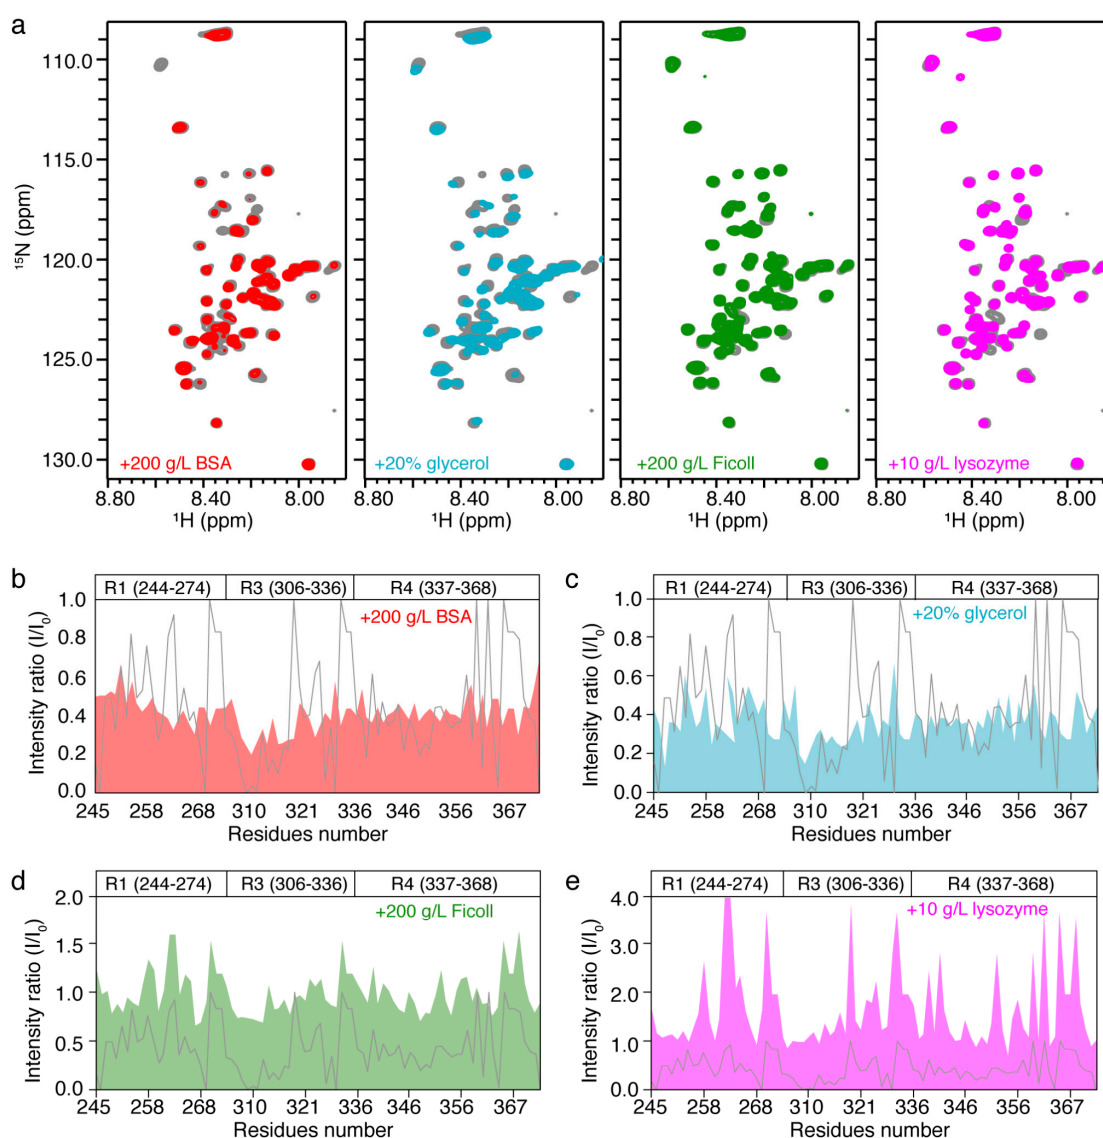 a
110.0
115.0
120.0
125.0
130.0
¹⁵N (ppm)
+200 g/L BSA
+20% glycerol
+200 g/L Ficoll
+10 g/L lysozyme
8.80 8.40 8.00
8.80 8.40 8.00
8.80 8.40 8.00
8.80 8.40 8.00
¹H (ppm)
¹H (ppm)
¹H (ppm)
¹H (ppm)
b
R1 (244-274) R3 (306-336) R4 (337-368)
+200 g/L BSA
1.0
0.8
0.6
0.4
0.2
0.0
Intensity ratio (I/I₀)
245 258 268 310 321 336 346 356 367
Residues number
c
R1 (244-274) R3 (306-336) R4 (337-368)
+20% glycerol
1.0
0.8
0.6
0.4
0.2
0.0
Intensity ratio (I/I₀)
245 258 268 310 321 336 346 356 367
Residues number
d
R1 (244-274) R3 (306-336) R4 (337-368)
+200 g/L Ficoll
2.0
1.5
1.0
0.5
0.0
Intensity ratio (I/I₀)
245 258 268 310 321 336 346 356 367
Residues number
e
R1 (244-274) R3 (306-336) R4 (337-368)
+10 g/L lysozyme
4.0
3.0
2.0
1.0
0.0
Intensity ratio (I/I₀)
245 258 268 310 321 336 346 356 367
Residues number